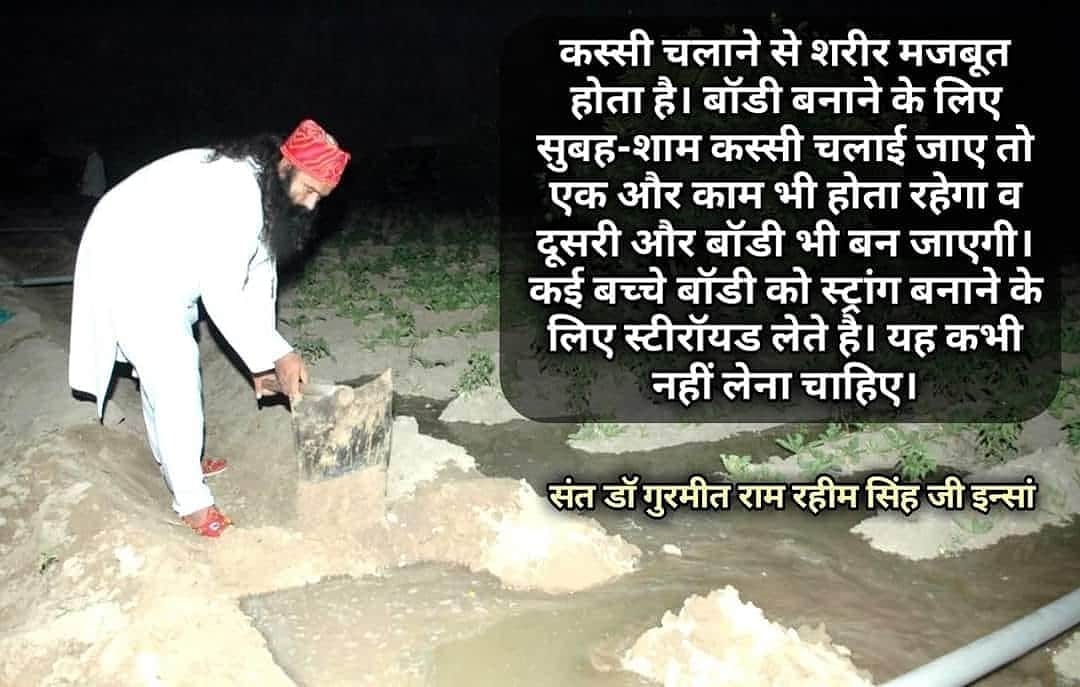 कस्सी चलाने से शरीर मजबूत
होता है। बॉडी बनाने के लिए
सुबह-शाम कस्सी चलाई जाए तो
एक और काम भी होता रहेगा व
दूसरी और बॉडी भी बन जाएगी।
कई बच्चे बॉडी को स्ट्रांग बनाने के
लिए स्टीरॉयड लेते है। यह कभी
नहीं लेना चाहिए।
संत डॉ गुरमीत राम रहीम सिंह जी इन्सां